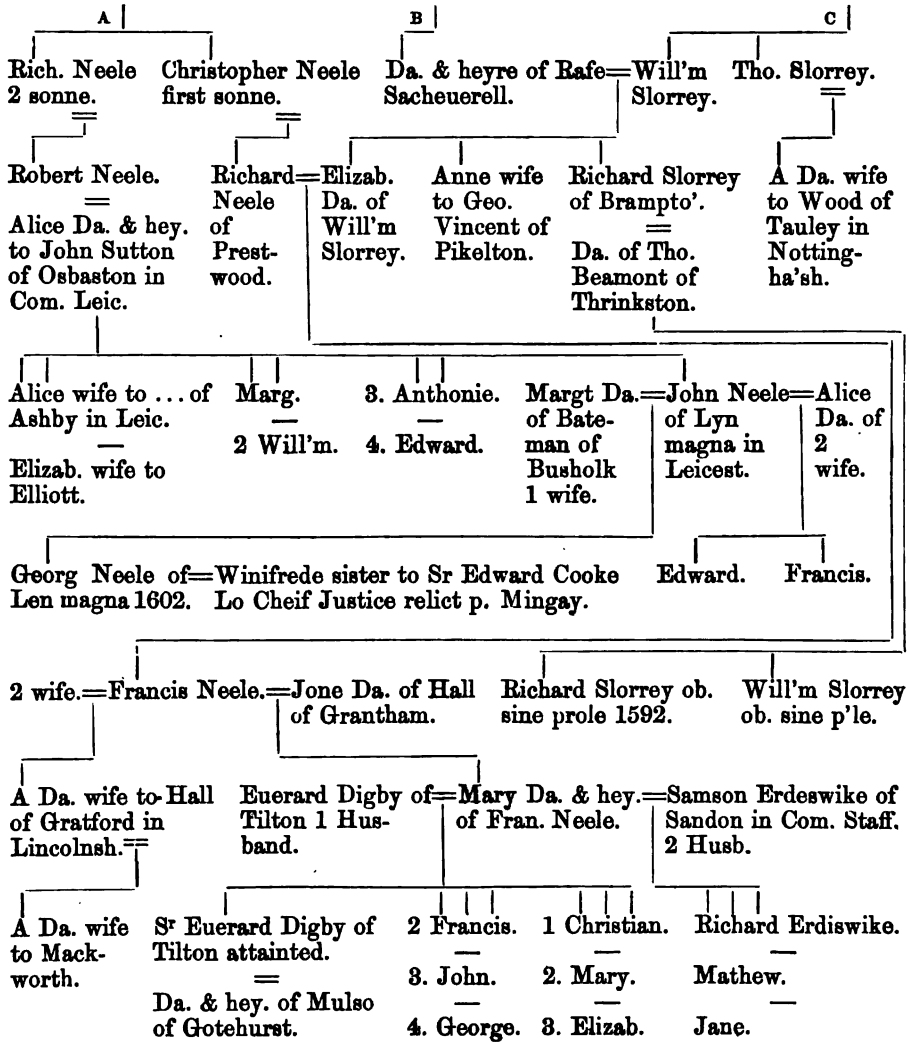 A B C
Rich. Neele
2 sonne.
Christopher Neele
first sonne.
Da. & heyre of Rafe=Will'm
Sacheuerell. Slorrey.
Tho. Slorrey.
Robert Neele.
Alice Da. & hey.
to John Sutton
of Osbaston in
Com. Leic.
Richard=Elizab.
Neele Da. of
of Will'm
Prest- Slorrey.
wood.
Anne wife
to Geo.
Vincent of
Pikelton.
Richard Slorrey
of Brampto'.
=
Da. of Tho.
Beamont of
Thrinkston.
A Da. wife
to Wood of
Tauley in
Notting-
ha'sh.
Alice wife to ... of
Ashby in Leic.
—
Elizab. wife to
Elliott.
Marg.
—
2 Will'm.
3. Anthonie.
—
4. Edward.
Margt Da.=John Neele=Alice
of Bate- of Lyn Da. of
man of magna in 2
Busholk Leicest. wife.
1 wife.
Georg Neele of=Winifrede sister to Sr Edward Cooke
Len magna 1602. Lo Cheif Justice relict p. Mingay.
Edward. Francis.
2 wife.=Francis Neele.=Jone Da. of Hall
of Grantham.
Richard Slorrey ob.
sine prole 1592.
Will'm Slorrey
ob. sine p'le.
A Da. wife to Hall
of Gratford in
Lincolnsh.
Euerard Digby of=Mary Da. & hey.=Samson Erdeswike of
Tilton 1 Hus- of Fran. Neele. Sandon in Com. Staff.
band. 2 Husb.
A Da. wife
to Mack-
worth.
Sr Euerard Digby of
Tilton attainted.
=
Da. & hey. of Mulso
of Gotehurst.
2 Francis.
—
3. John.
—
4. George.
1 Christian.
—
2. Mary.
—
3. Elizab.
Richard Erdiswike.
—
Mathew.
—
Jane.